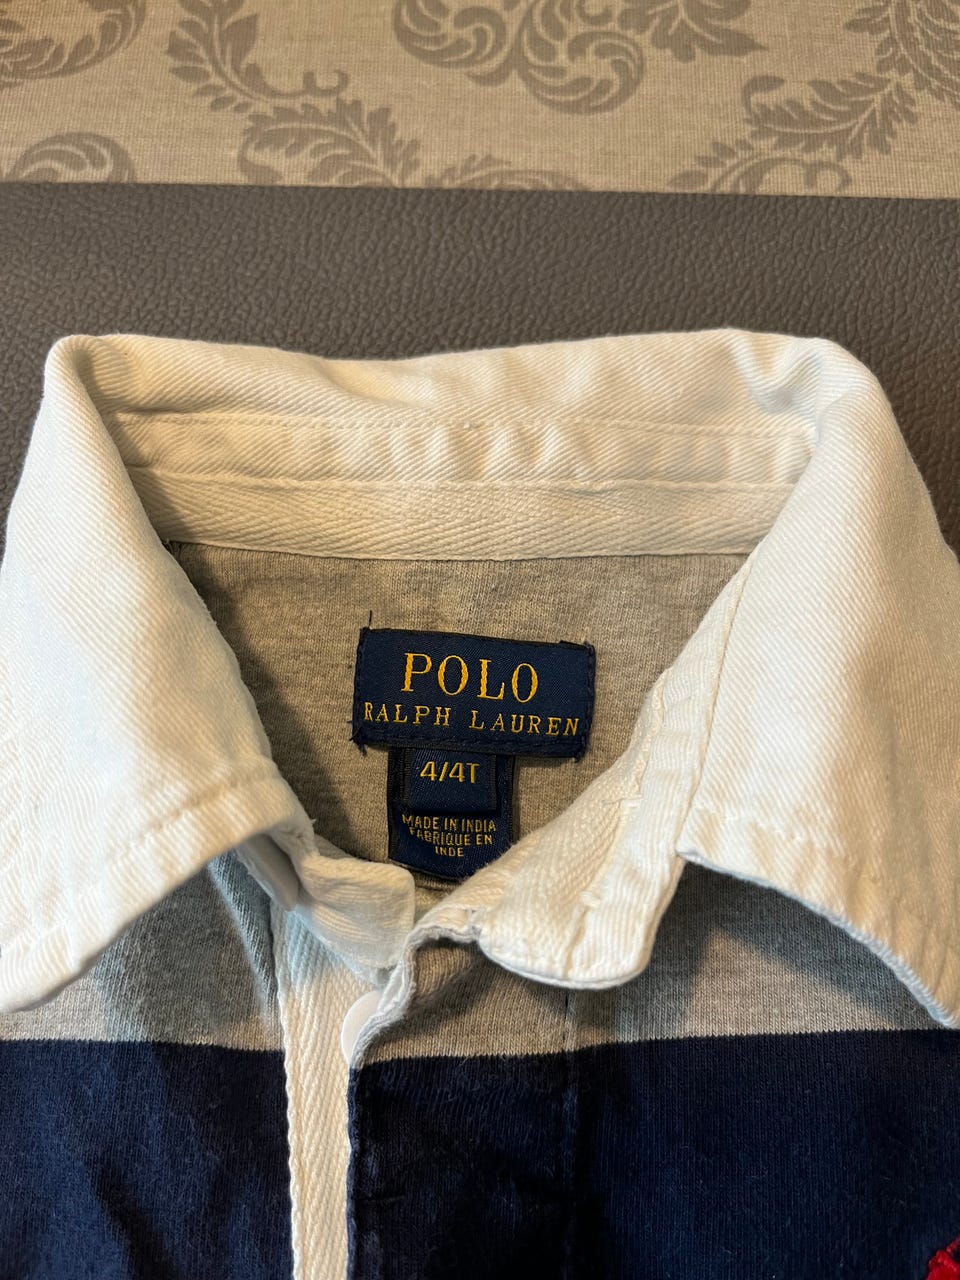 POLO
RALPH LAUREN
4/4T
MADE IN INDIA
FABRIQUE EN
INDE